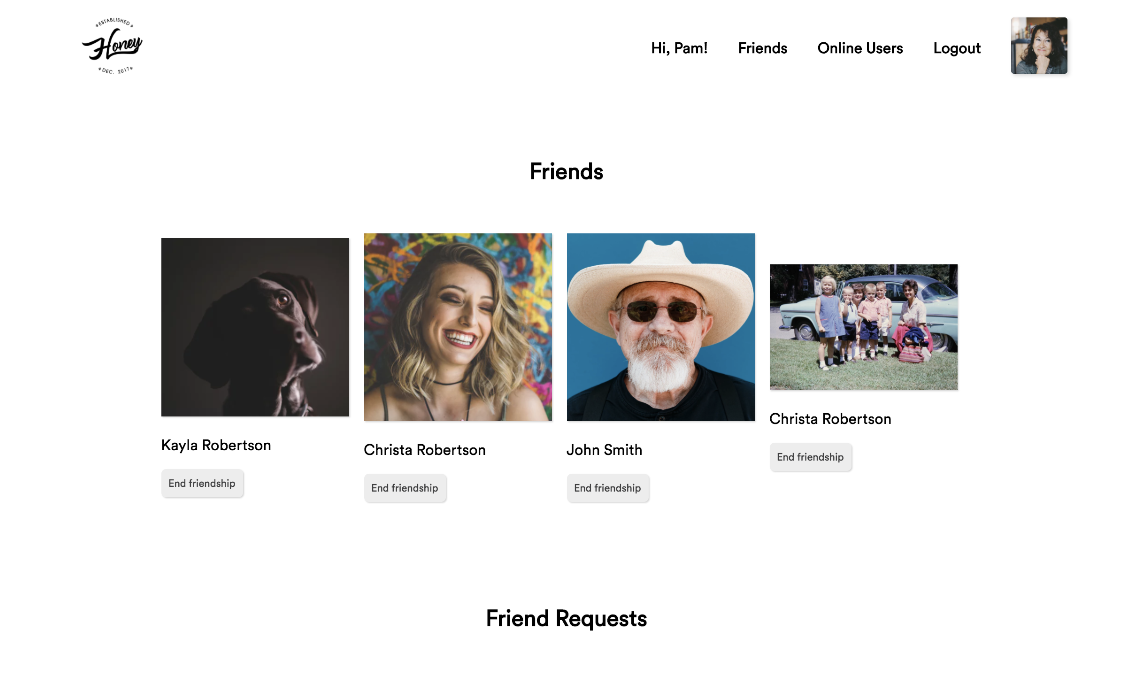 ★ESTABLISHED★
Honey
★DEC. 2017★
Hi, Pam!
Friends
Online Users
Logout
Friends
Kayla Robertson
End friendship
Christa Robertson
End friendship
John Smith
End friendship
Christa Robertson
End friendship
Friend Requests